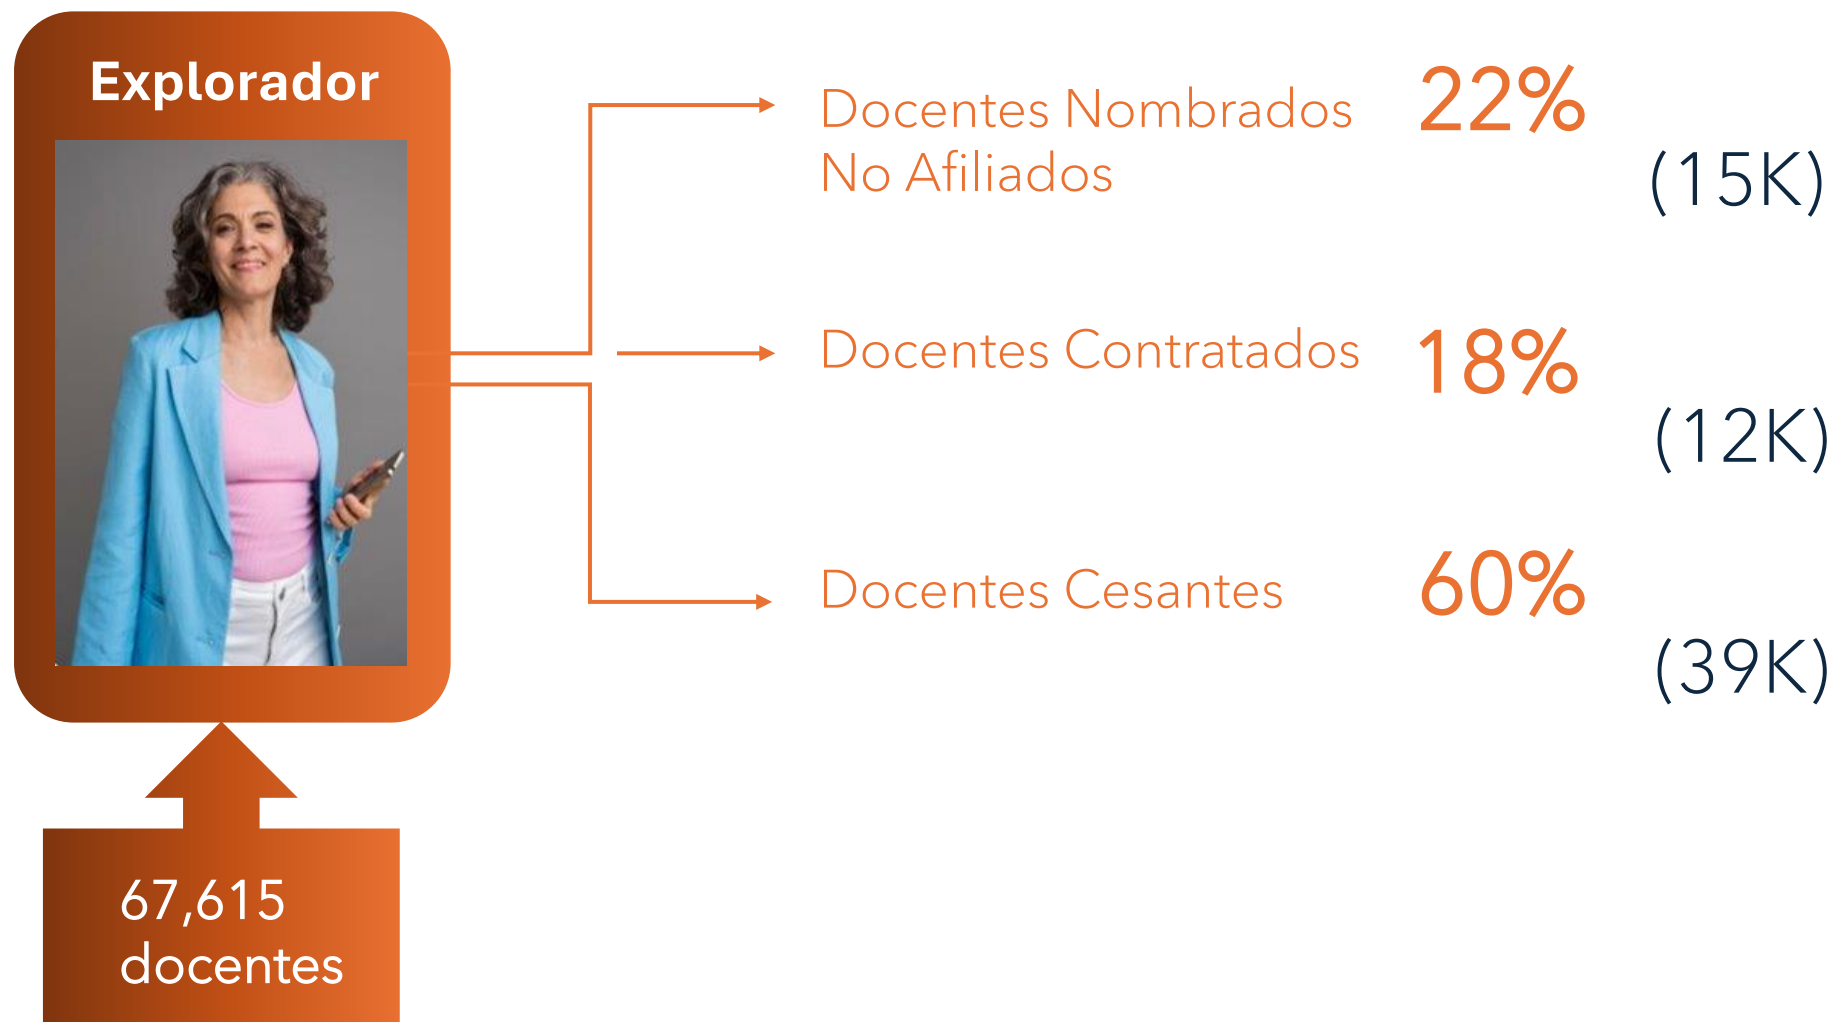 Explorador
Docentes Nombrados
No Afiliados
22%
(15K)
Docentes Contratados
18%
(12K)
Docentes Cesantes
60%
(39K)
67,615
docentes